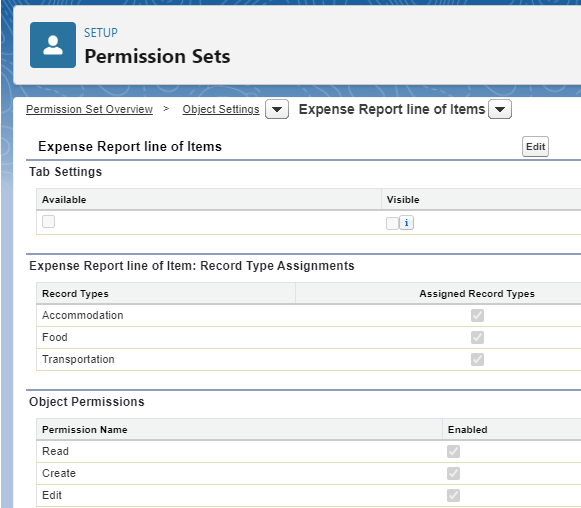 SETUP
Permission Sets
Permission Set Overview > Object Settings Expense Report line of Items
Expense Report line of Items Edit
Tab Settings
Available Visible
i
Expense Report line of Item: Record Type Assignments
Record Types Assigned Record Types
Accommodation
Food
Transportation
Object Permissions
Permission Name Enabled
Read
Create
Edit